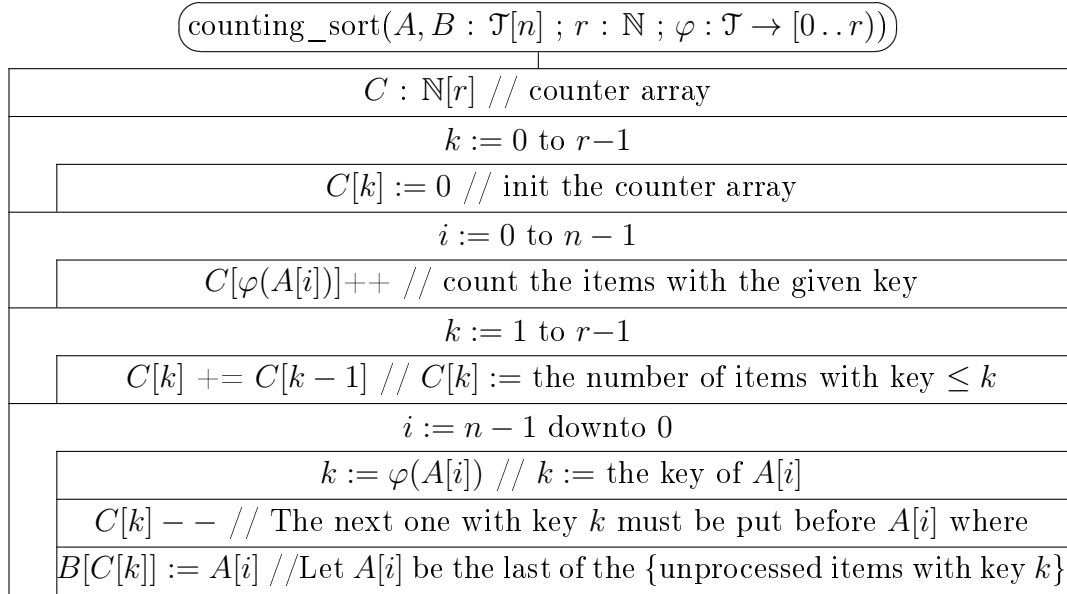 counting_sort(A, B : 𝒯[n] ; r : ℕ ; φ : 𝒯 → [0 .. r))
C : ℕ[r] // counter array
k := 0 to r−1
C[k] := 0 // init the counter array
i := 0 to n − 1
C[φ(A[i])]++ // count the items with the given key
k := 1 to r−1
C[k] += C[k − 1] // C[k] := the number of items with key ≤ k
i := n − 1 downto 0
k := φ(A[i]) // k := the key of A[i]
C[k] − − // The next one with key k must be put before A[i] where
B[C[k]] := A[i] //Let A[i] be the last of the {unprocessed items with key k}